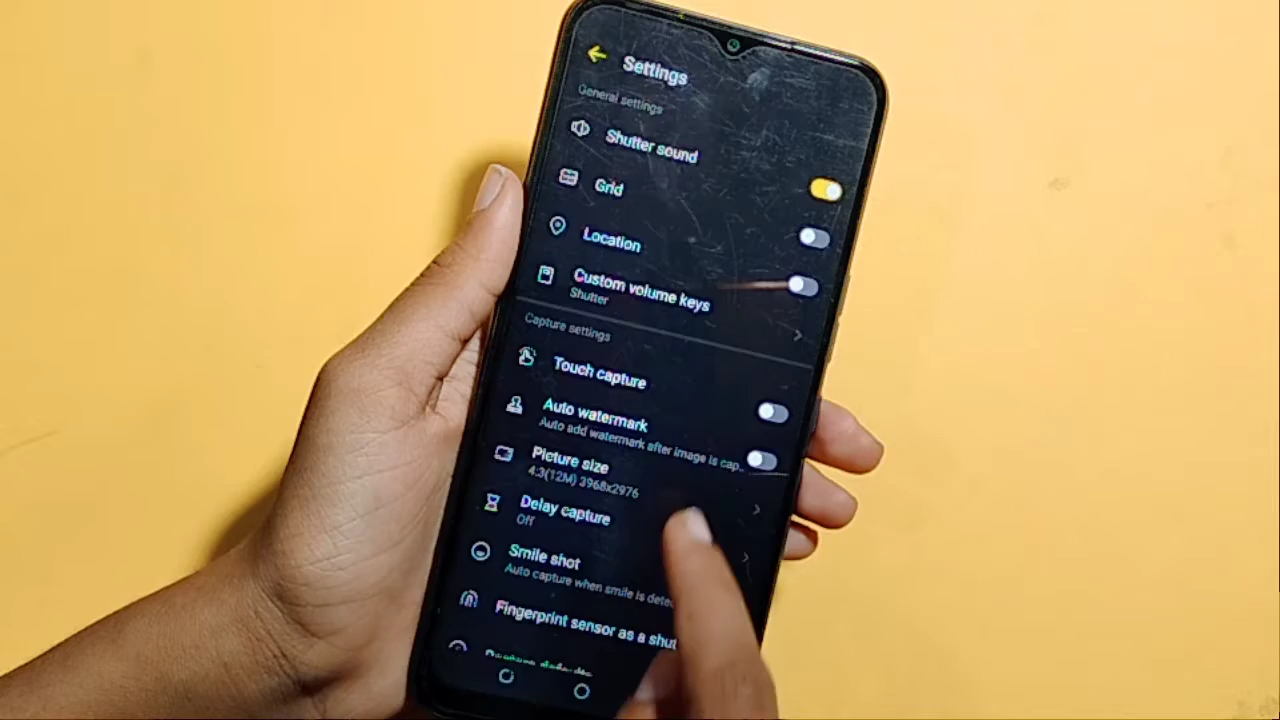 Settings
General settings
Shutter sound
Grid
Location
Custom volume keys
Shutter
Capture settings
Touch capture
Auto watermark
Auto add watermark after image is cap..
Picture size
4:3(12M) 3968x2976
Delay capture
Off
Smile shot
Auto capture when smile is
Fingerprint sensor as a